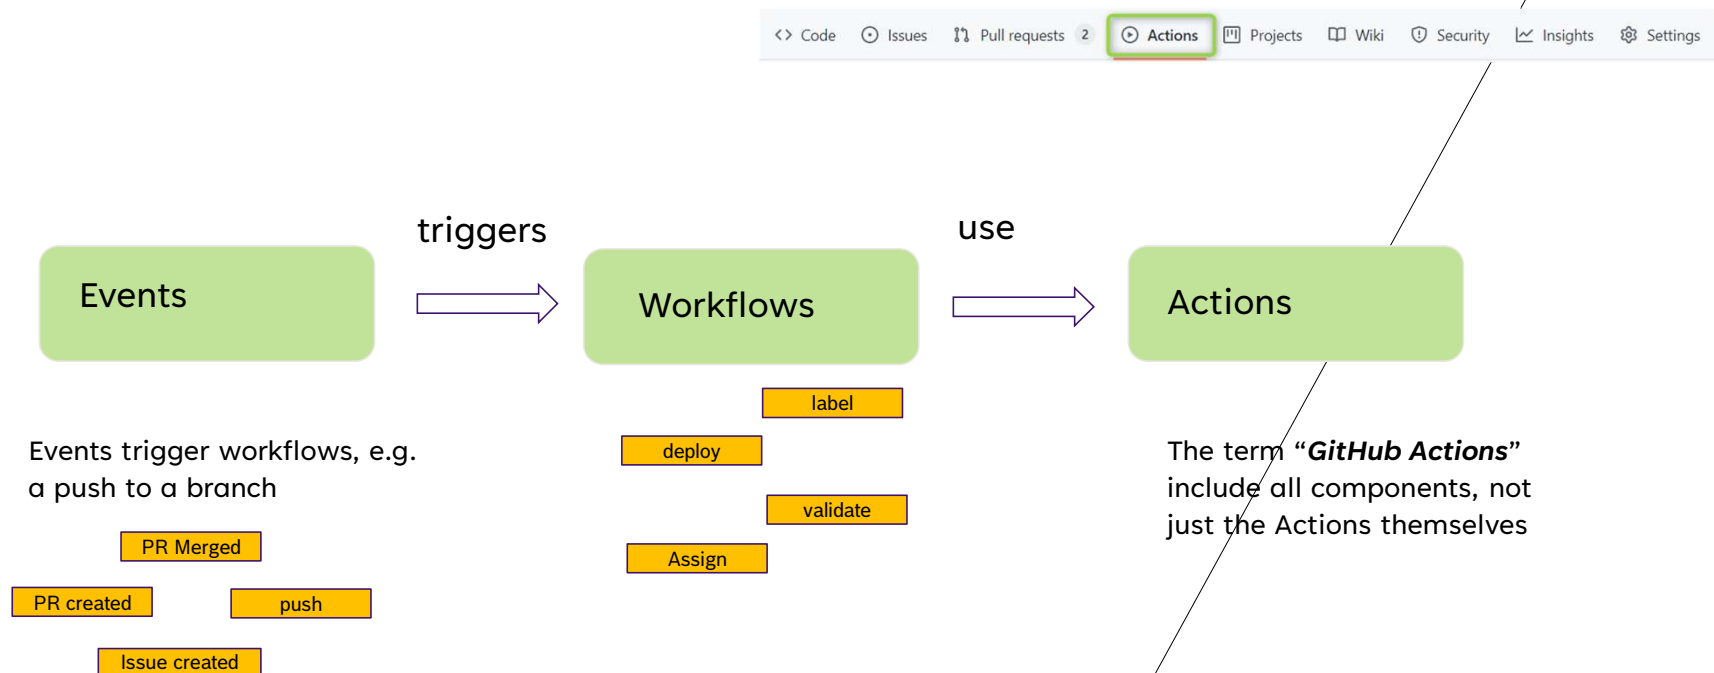 Code Issues Pull requests 2 Actions Projects Wiki Security Insights Settings
triggers
use
Events
Workflows
Actions
Events trigger workflows, e.g.
a push to a branch
PR Merged
PR created
push
Issue created
label
deploy
validate
Assign
The term “GitHub Actions”
include all components, not
just the Actions themselves